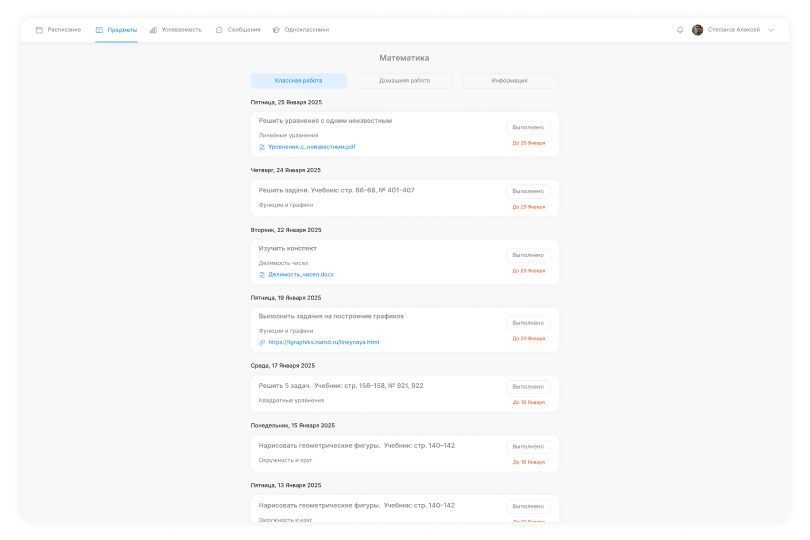 Расписание Предметы Успеваемость Сообщения Одноклассники Степанов Алексей
Математика
Классная работа Домашняя работа Информация
Пятница, 25 Января 2025
Решить уравнения с одним неизвестным
Выполнено
Линейные уравнения
До 26 Января
Уровнения_с_неизвестным.pdf
Четверг, 24 Января 2025
Решить задачи. Учебник: стр. 66–68, № 401–407
Выполнено
Функции и графики
До 25 Января
Вторник, 22 Января 2025
Изучить конспект
Выполнено
Делимость чисел
До 23 Января
Делимость_чисел.docx
Пятница, 19 Января 2025
Выполнить задания на построение графиков
Выполнено
Функции и графики
До 20 Января
https://fgraphiks.narod.ru/lineynaya.html
Среда, 17 Января 2025
Решить 5 задач. Учебник: стр. 156–158, № 921, 922
Выполнено
Квадратные уравнения
До 18 Января
Понедельник, 15 Января 2025
Нарисовать геометрические фигуры. Учебник: стр. 140–142
Выполнено
Окружность и круг
До 16 Января
Пятница, 13 Января 2025
Нарисовать геометрические фигуры. Учебник: стр. 140–142
Выполнено
Окружность и круг